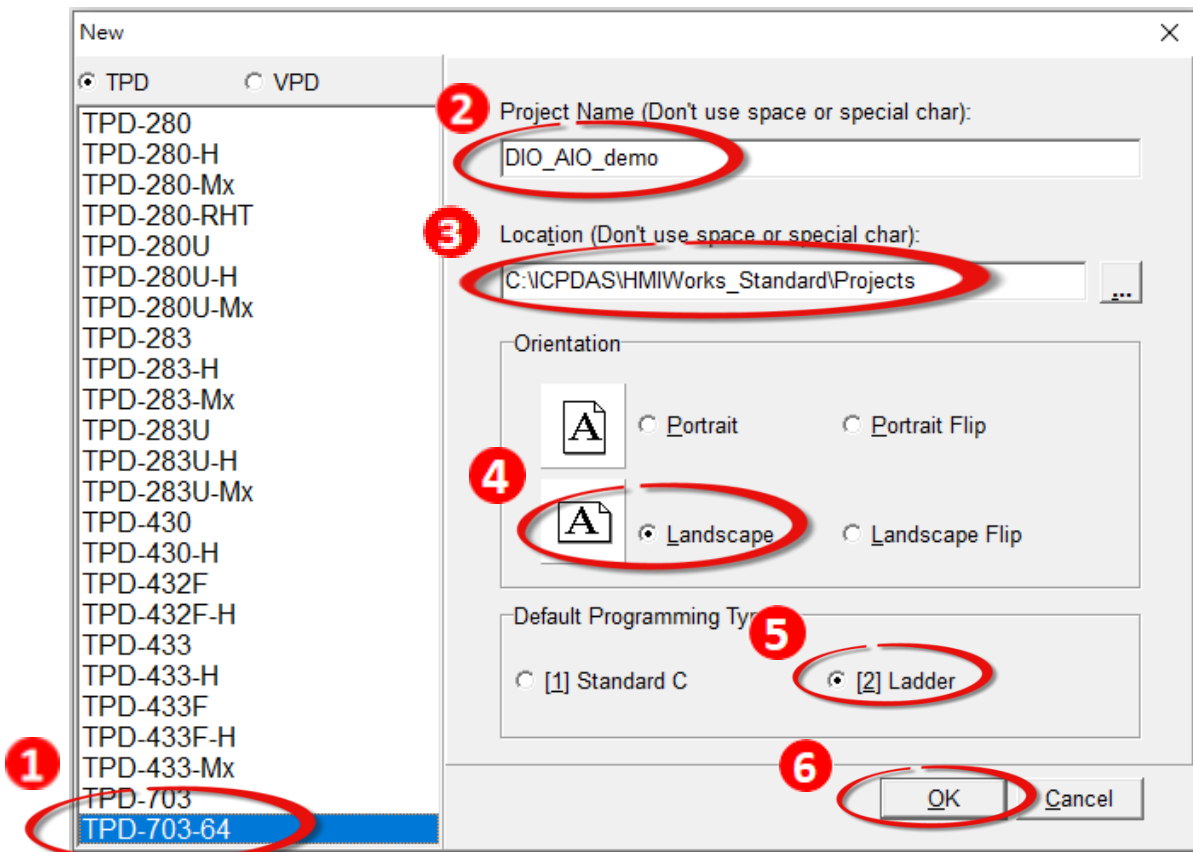 New
TPD VPD
TPD-280
TPD-280-H
TPD-280-Mx
TPD-280-RHT
TPD-280U
TPD-280U-H
TPD-280U-Mx
TPD-283
TPD-283-H
TPD-283-Mx
TPD-283U
TPD-283U-H
TPD-283U-Mx
TPD-430
TPD-430-H
TPD-432F
TPD-432F-H
TPD-433
TPD-433-H
TPD-433F
TPD-433F-H
TPD-433-Mx
1
TPD-703
TPD-703-64
2
Project Name (Don't use space or special char):
DIO_AIO_demo
3
Location (Don't use space or special char):
C:\ICPDAS\HMIWorks_Standard\Projects
...
Orientation
A
Portrait Portrait Flip
4
A
Landscape Landscape Flip
Default Programming Ty
5
[1] Standard C [2] Ladder
6
OK Cancel